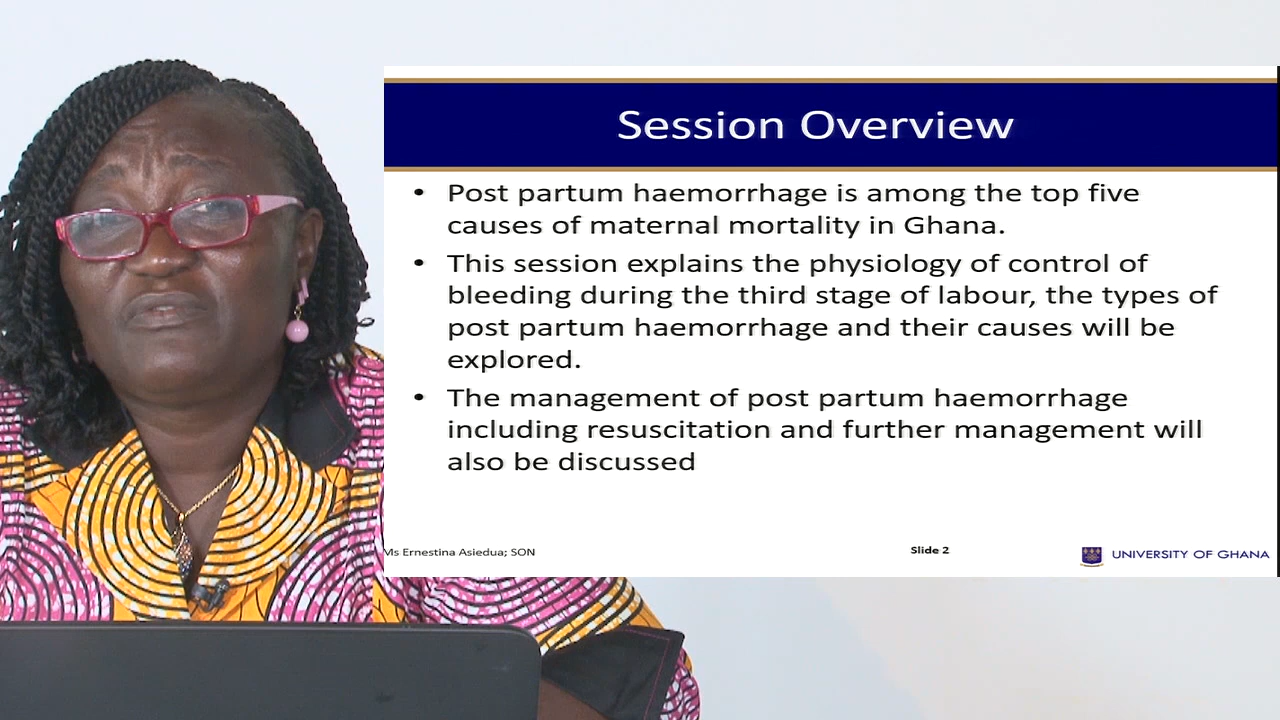 Session Overview
• Post partum haemorrhage is among the top five
causes of maternal mortality in Ghana.
• This session explains the physiology of control of
bleeding during the third stage of labour, the types of
post partum haemorrhage and their causes will be
explored.
• The management of post partum haemorrhage
including resuscitation and further management will
also be discussed
Ms Ernestina Asiedua; SON
Slide 2
UNIVERSITY OF GHANA